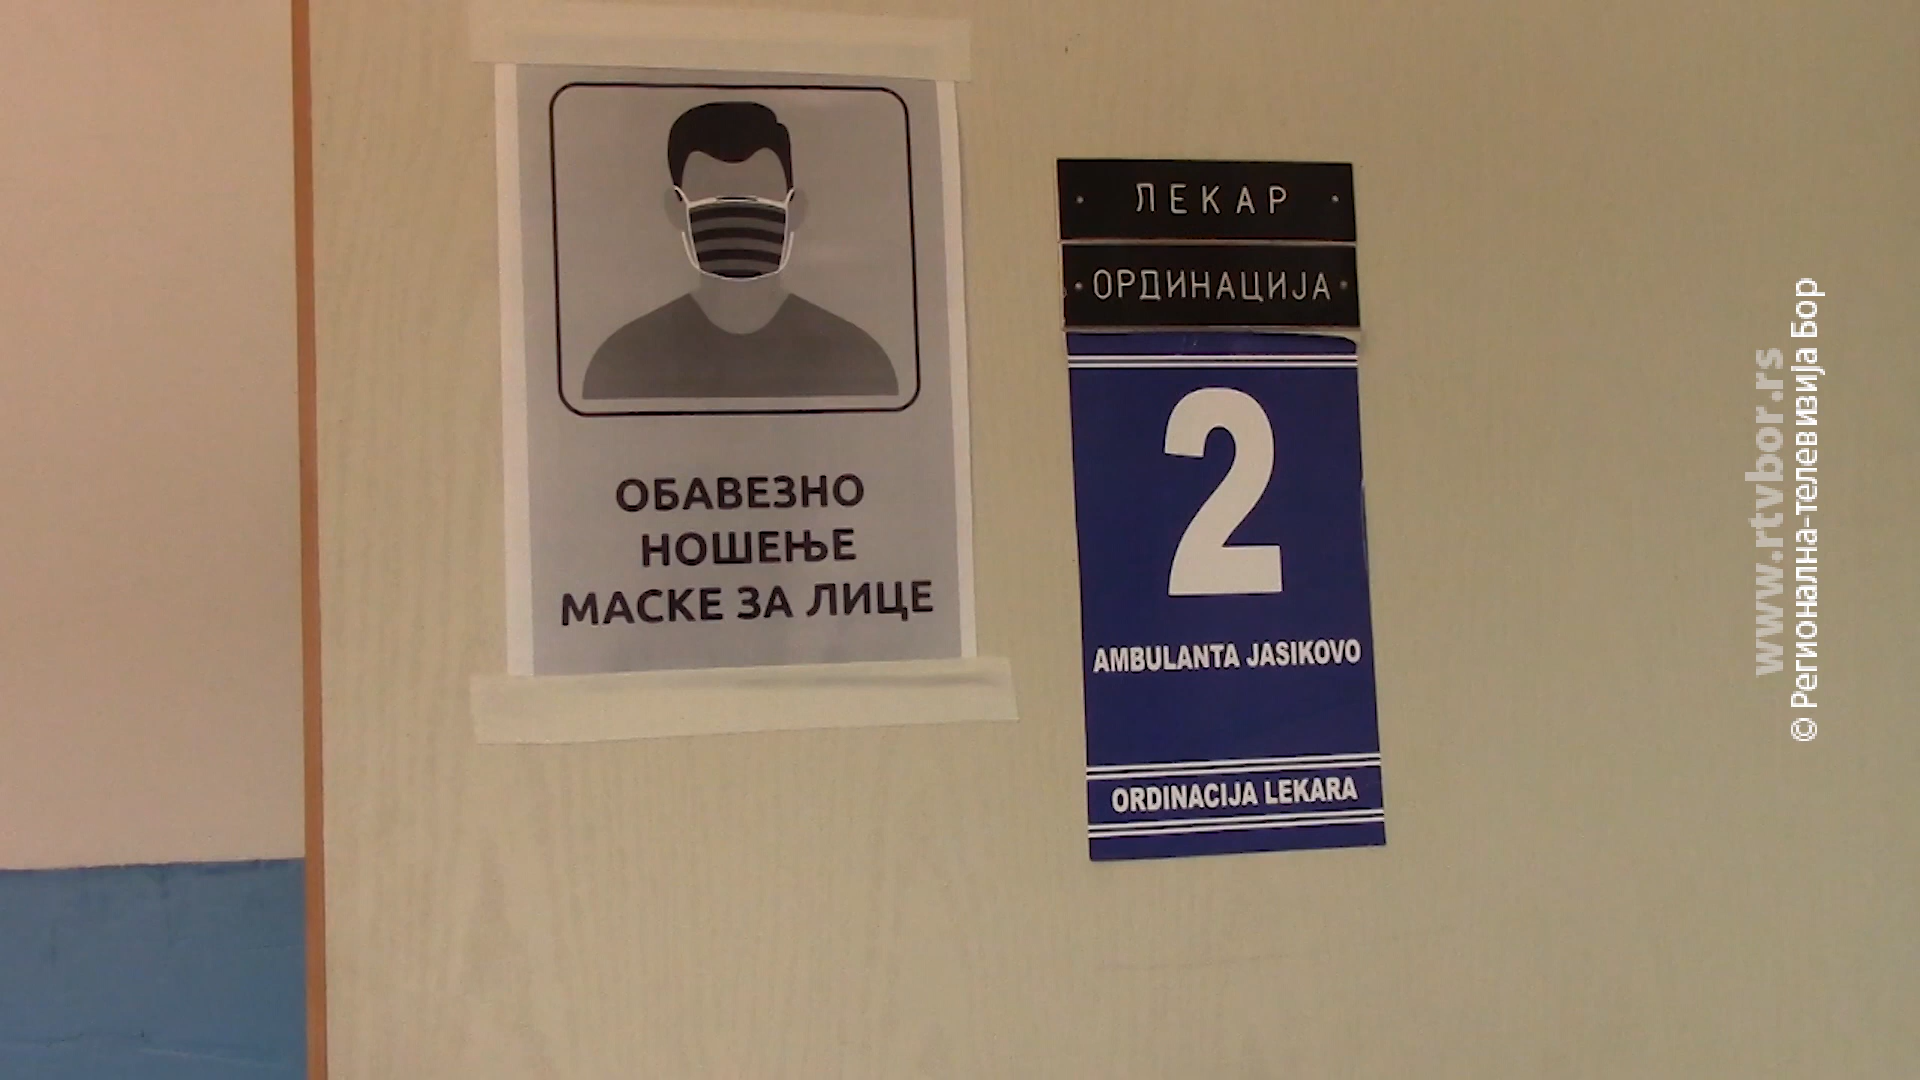 ОБАВЕЗНО
НОШЕЊЕ
МАСКЕ ЗА ЛИЦЕ
ЛЕКАР
ОРДИНАЦИЈА
2
AMBULANTA JASIKOVO
ORDINACIJA LEKARA
www.rtvbor.rs
© Регионална-телевизија Бор